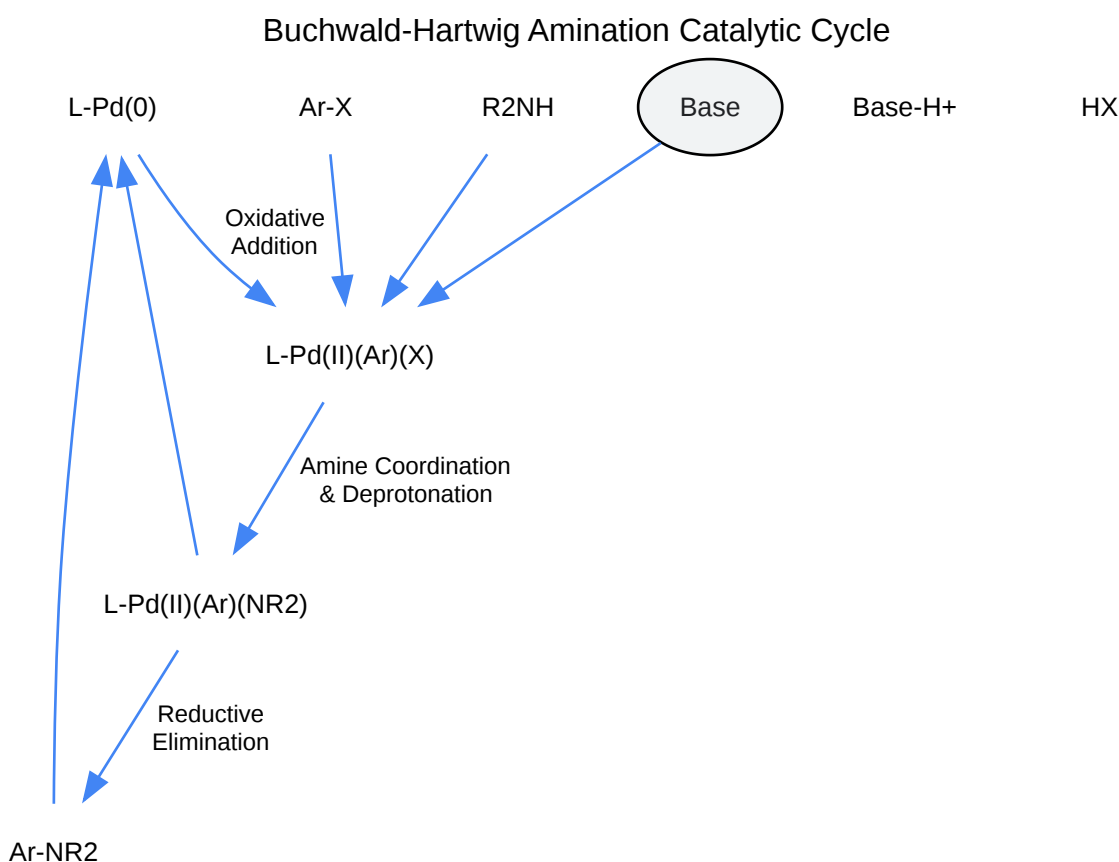 Buchwald-Hartwig Amination Catalytic Cycle
L-Pd(0)
Ar-X
R2NH
Base
Base-H+
HX
Oxidative
Addition
L-Pd(II)(Ar)(X)
Amine Coordination
& Deprotonation
L-Pd(II)(Ar)(NR2)
Reductive
Elimination
Ar-NR2